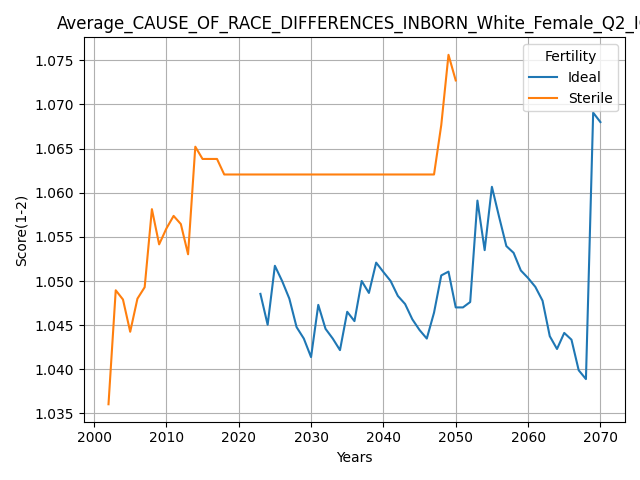 Average_CAUSE_OF_RACE_DIFFERENCES_INBORN_White_Female_Q2_I
Fertility
Ideal
Sterile
Score(1-2)
1.075
1.070
1.065
1.060
1.055
1.050
1.045
1.040
1.035
2000 2010 2020 2030 2040 2050 2060 2070
Years